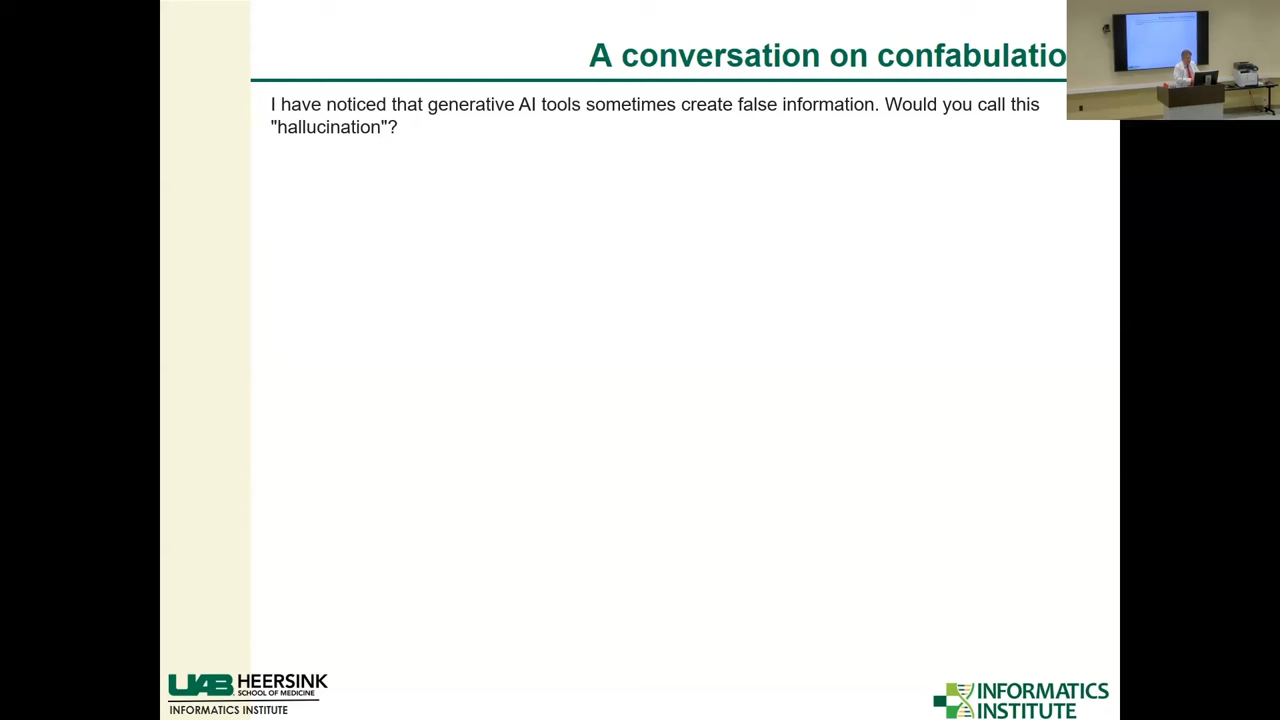 A conversation on confabulatio
I have noticed that generative AI tools sometimes create false information. Would you call this
"hallucination"?
UAB HEERSINK
SCHOOL OF MEDICINE
INFORMATICS INSTITUTE
INFORMATICS
INSTITUTE